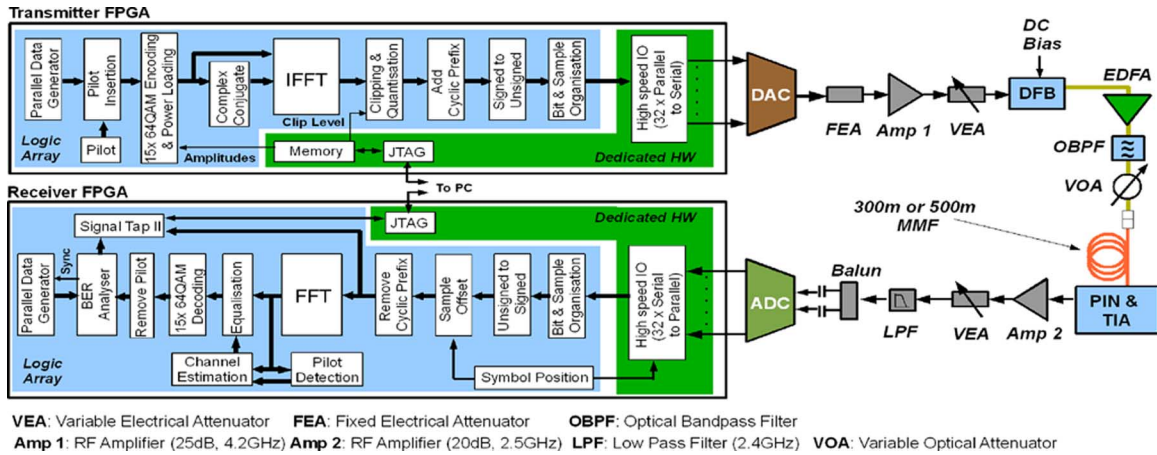 Transmitter FPGA
Parallel Data
Generator
Pilot
Insertion
Pilot
15x 64QAM Encoding
& Power Loading
Complex
Conjugate
IFFT
Clipping &
Quantisation
Add
Cyclic Prefix
Signed to
Unsigned
Bit & Sample
Organisation
High speed IO
(32 x Parallel
to Serial)
Logic
Array
Clip Level
Amplitudes
Memory
JTAG
Dedicated HW
DAC
FEA
Amp 1
VEA
DC
Bias
DFB
EDFA
OBPF
VOA
300m or 500m
MMF
To PC
Receiver FPGA
JTAG
Dedicated HW
Signal Tap II
Parallel Data
Generator
Sync
BER
Analyser
Remove Pilot
15x 64QAM
Decoding
Equalisation
FFT
Remove
Cyclic Prefix
Sample
Offset
Unsigned to
Signed
Bit & Sample
Organisation
High speed IO
(32 x Serial
to Parallel)
ADC
Balun
LPF
VEA
Amp 2
PIN &
TIA
Logic
Array
Channel
Estimation
Pilot
Detection
Symbol Position
VEA: Variable Electrical Attenuator FEA: Fixed Electrical Attenuator OBPF: Optical Bandpass Filter
Amp 1: RF Amplifier (25dB, 4.2GHz) Amp 2: RF Amplifier (20dB, 2.5GHz) LPF: Low Pass Filter (2.4GHz) VOA: Variable Optical Attenuator